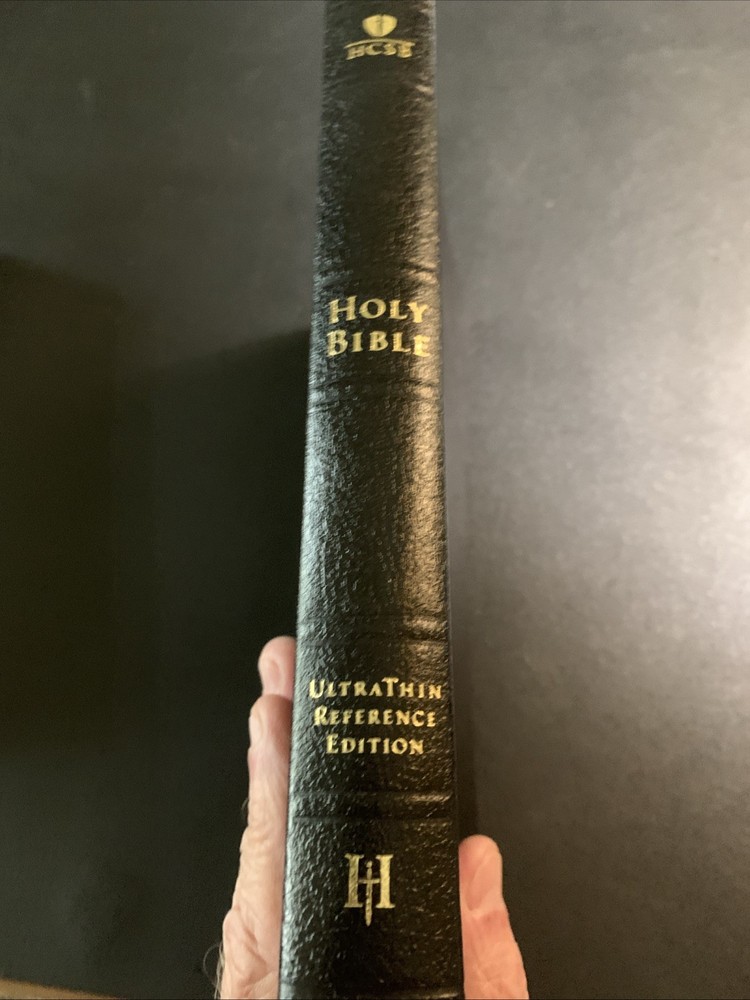 HCSB
HOLY
BIBLE
ULTRATHIN
REFERENCE
EDITION
H